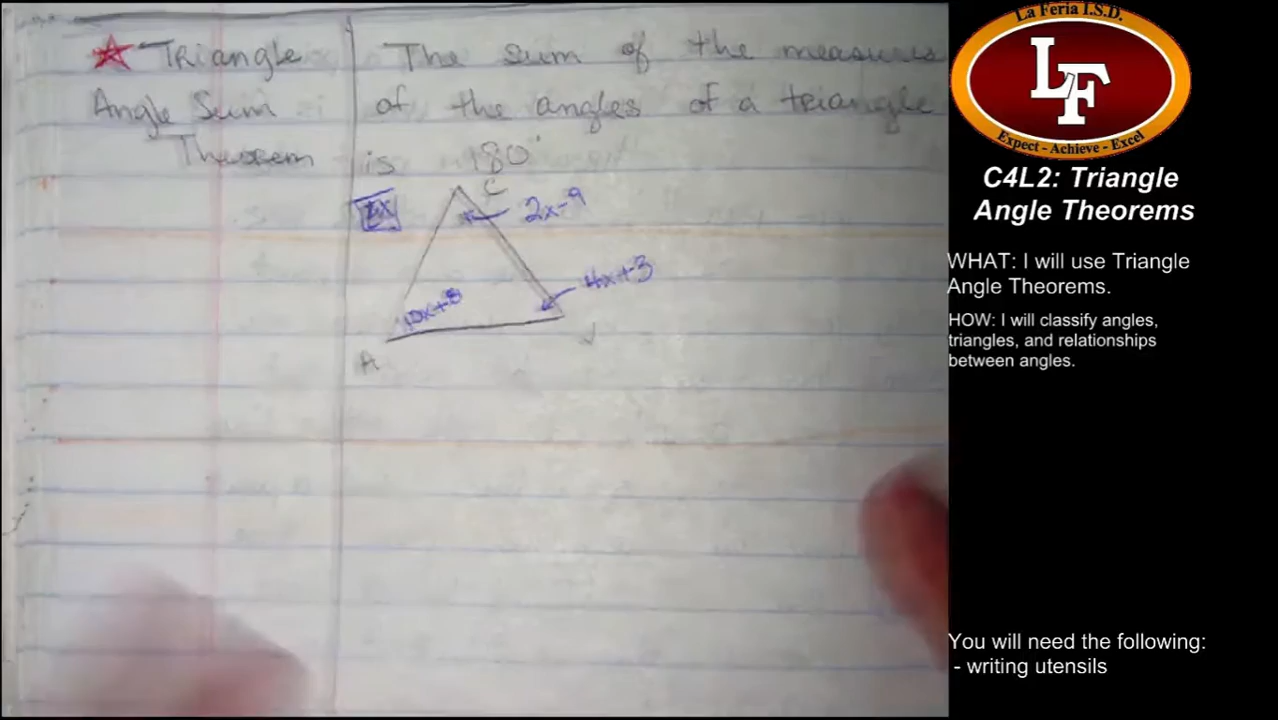 Triangle
Angle Sum
Theorem
The sum of the measures
of the angles of a triangle
is 180°
Ex
C
2x-9
4x+3
10x+8
A
La Feria I.S.D.
LF
Expect - Achieve - Excel
C4L2: Triangle
Angle Theorems
WHAT: I will use Triangle
Angle Theorems.
HOW: I will classify angles,
triangles, and relationships
between angles.
You will need the following:
- writing utensils